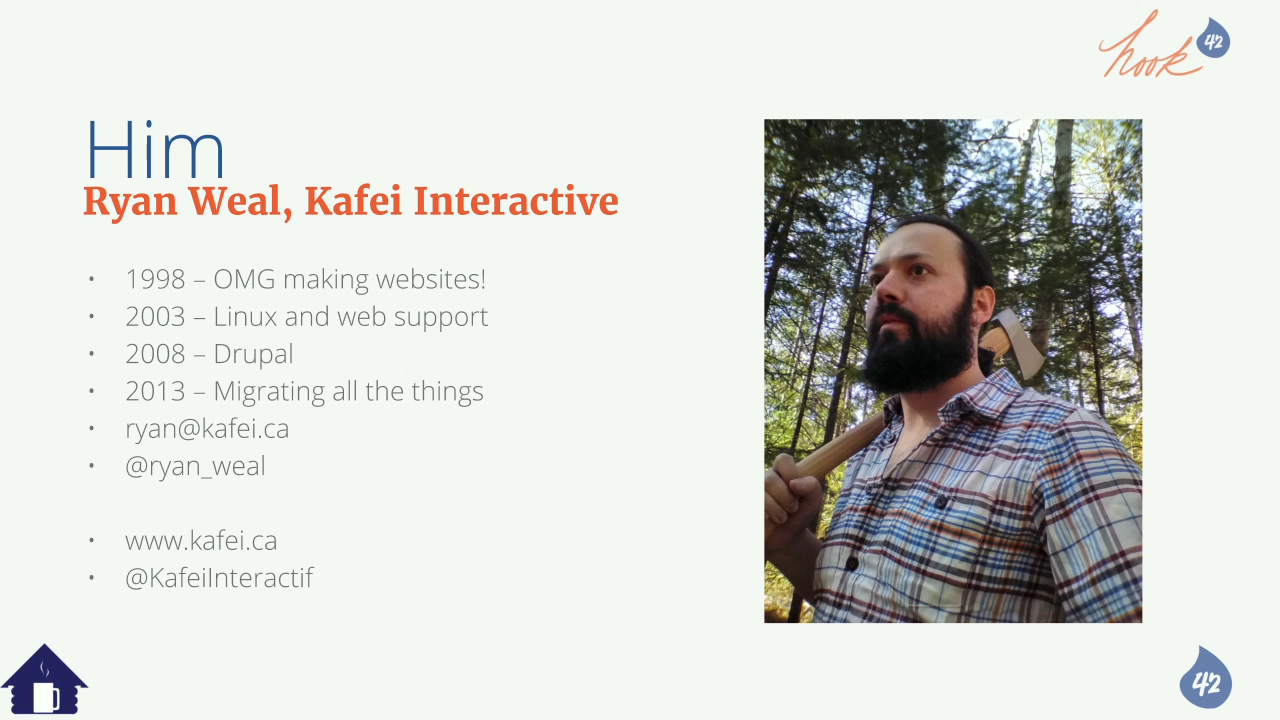 hook 42
Him
Ryan Weal, Kafei Interactive
• 1998 – OMG making websites!
• 2003 – Linux and web support
• 2008 – Drupal
• 2013 – Migrating all the things
• ryan@kafei.ca
• @ryan_weal
• www.kafei.ca
• @KafeiInteractif
42